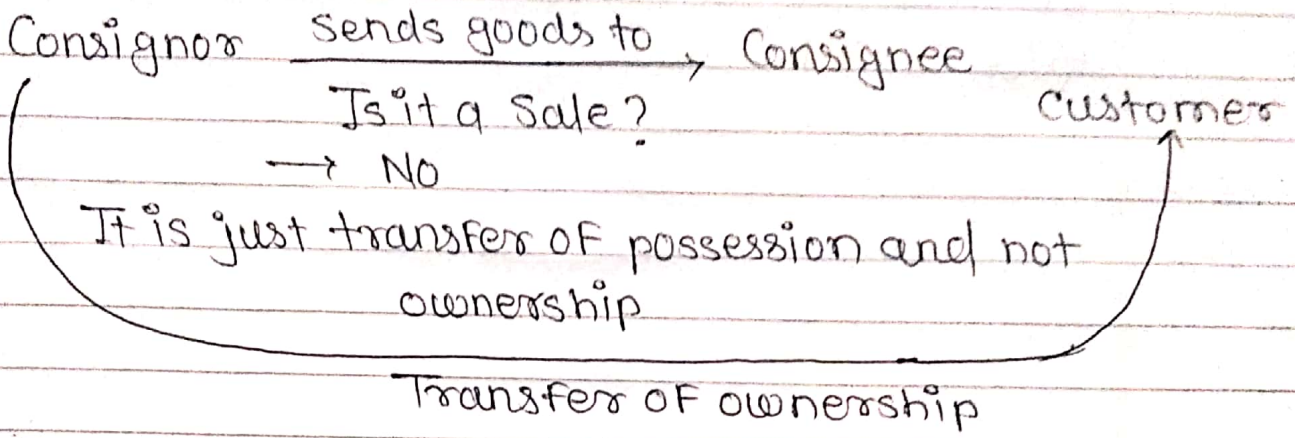 Consignor sends goods to → Consignee
Customer
Is it a Sale?
→ NO
It is just transfer of possession and not
ownership
Transfer of ownership